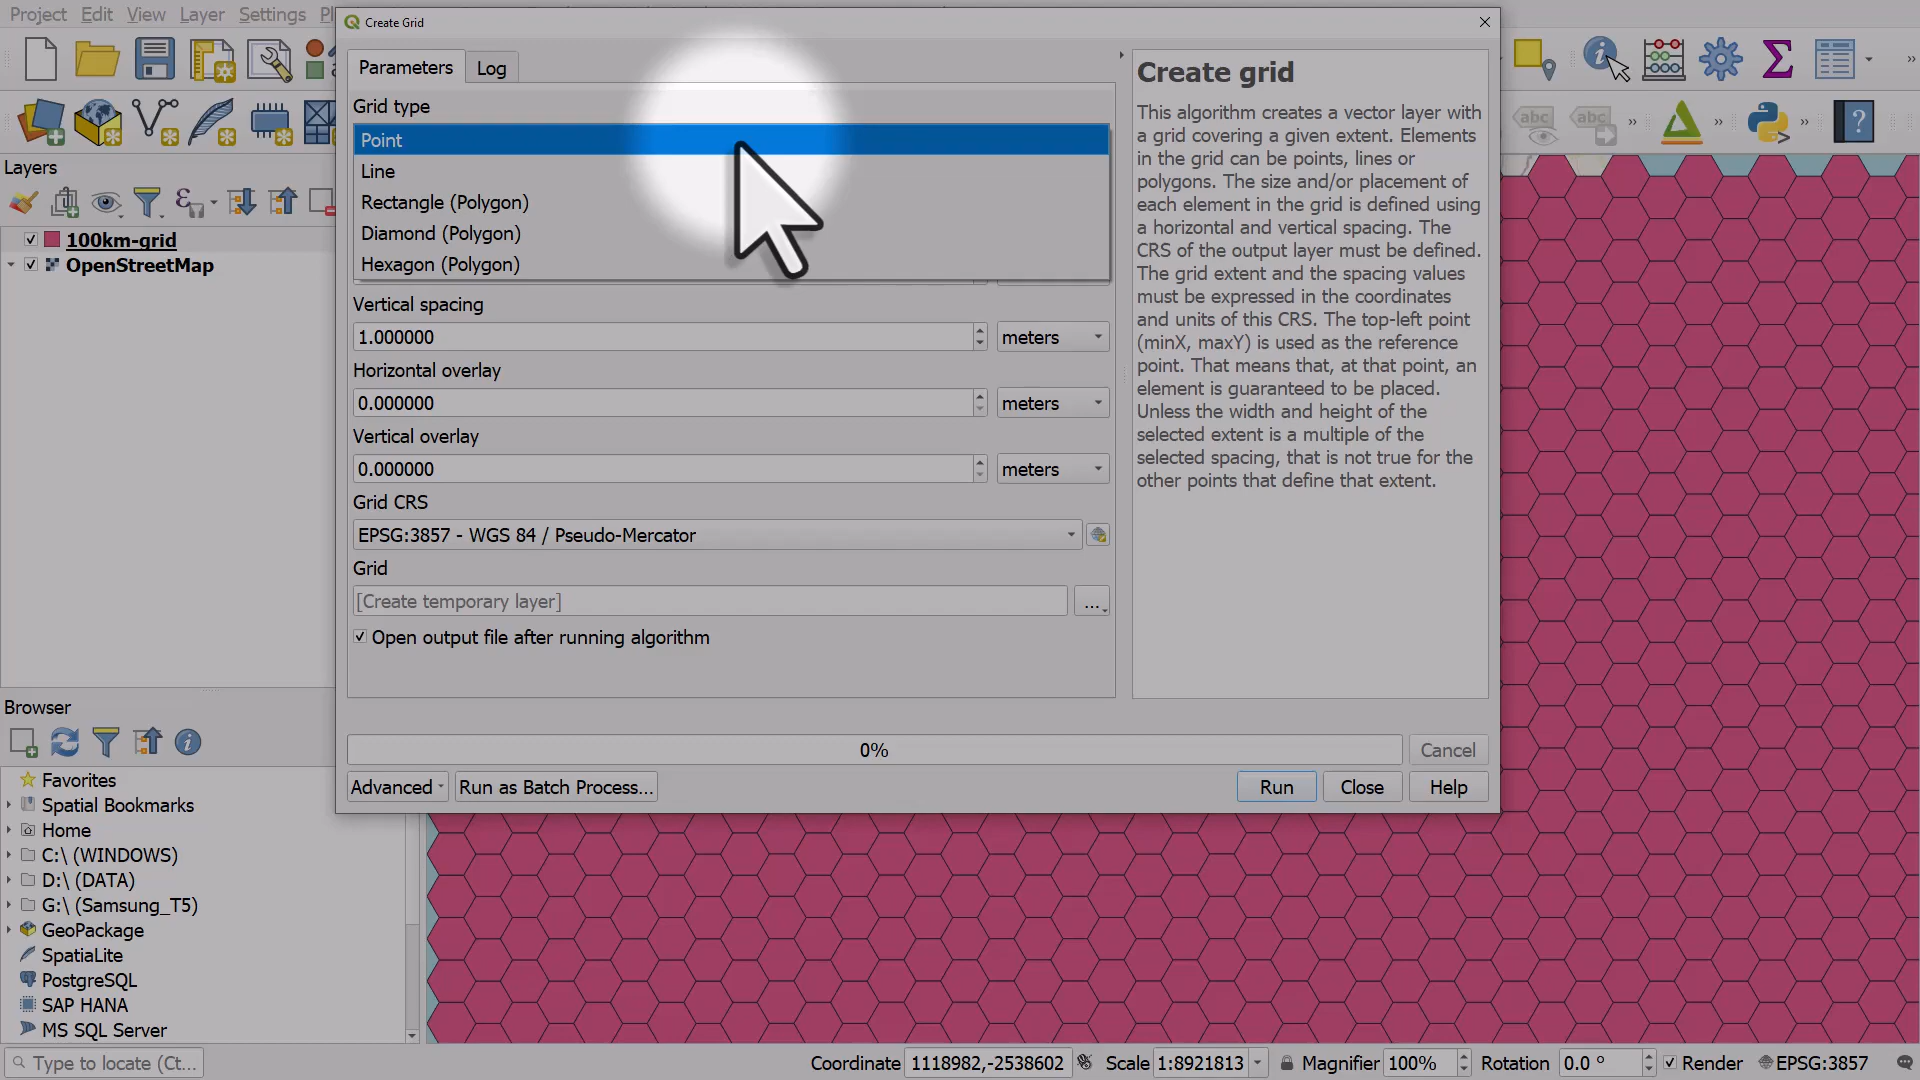 Project Edit View Layer Settings
Create Grid
Parameters Log
Grid type
Point
Line
Rectangle (Polygon)
Diamond (Polygon)
Hexagon (Polygon)
Vertical spacing
1.000000 meters
Horizontal overlay
0.000000 meters
Vertical overlay
0.000000 meters
Grid CRS
EPSG:3857 - WGS 84 / Pseudo-Mercator
Grid
[Create temporary layer] ...
Open output file after running algorithm
0% Cancel
Advanced Run as Batch Process... Run Close Help
Create grid
This algorithm creates a vector layer with
a grid covering a given extent. Elements
in the grid can be points, lines or
polygons. The size and/or placement of
each element in the grid is defined using
a horizontal and vertical spacing. The
CRS of the output layer must be defined.
The grid extent and the spacing values
must be expressed in the coordinates
and units of this CRS. The top-left point
(minX, maxY) is used as the reference
point. That means that, at that point, an
element is guaranteed to be placed.
Unless the width and height of the
selected extent is a multiple of the
selected spacing, that is not true for the
other points that define that extent.
abc abc
Layers
100km-grid
OpenStreetMap
Browser
Favorites
Spatial Bookmarks
Home
C:\ (WINDOWS)
D:\ (DATA)
G:\ (Samsung_T5)
GeoPackage
SpatiaLite
PostgreSQL
SAP HANA
MS SQL Server
Type to locate (Ct... Coordinate 1118982,-2538602 Scale 1:8921813 Magnifier 100% Rotation 0.0 ° Render EPSG:3857